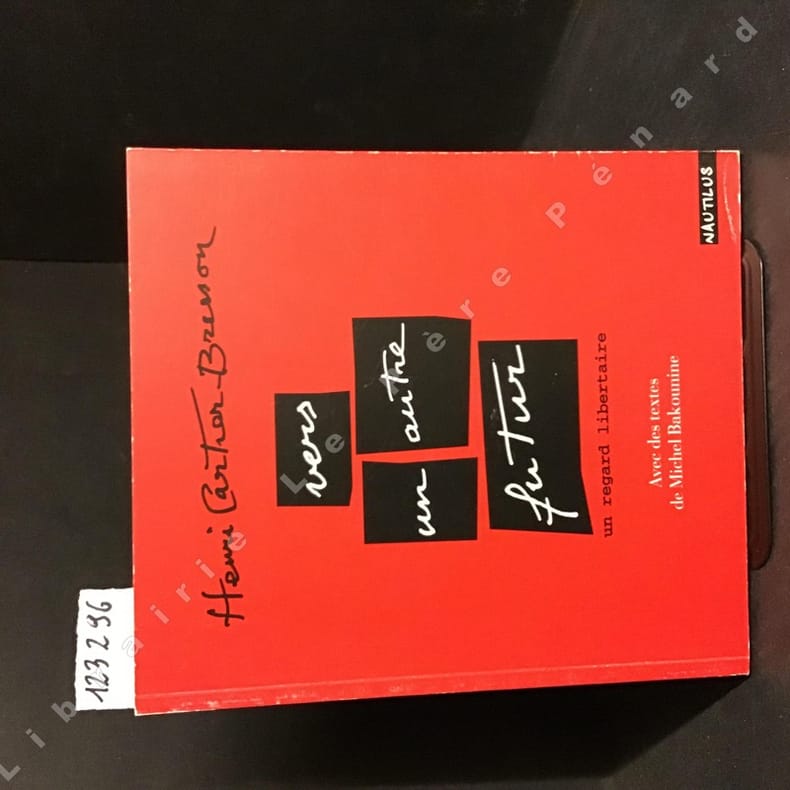 Henri Cartier-Bresson
vers
un autre
futur
un regard libertaire
Avec des textes
de Michel Bakounine
NAUTILUS
123296
Librairie Le Père Pénard